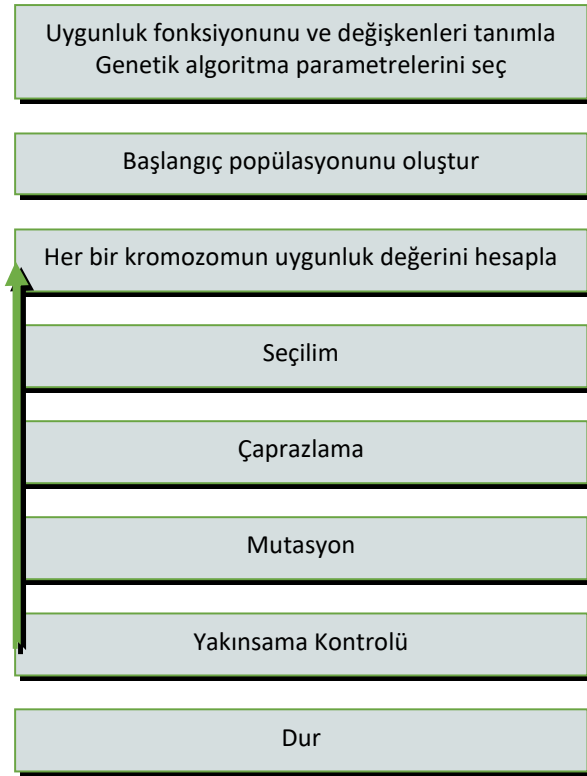 Uygunluk fonksiyonunu ve değişkenleri tanımla
Genetik algoritma parametrelerini seç
Başlangıç popülasyonunu oluştur
Her bir kromozomun uygunluk değerini hesapla
Seçilim
Çaprazlama
Mutasyon
Yakınsama Kontrolü
Dur